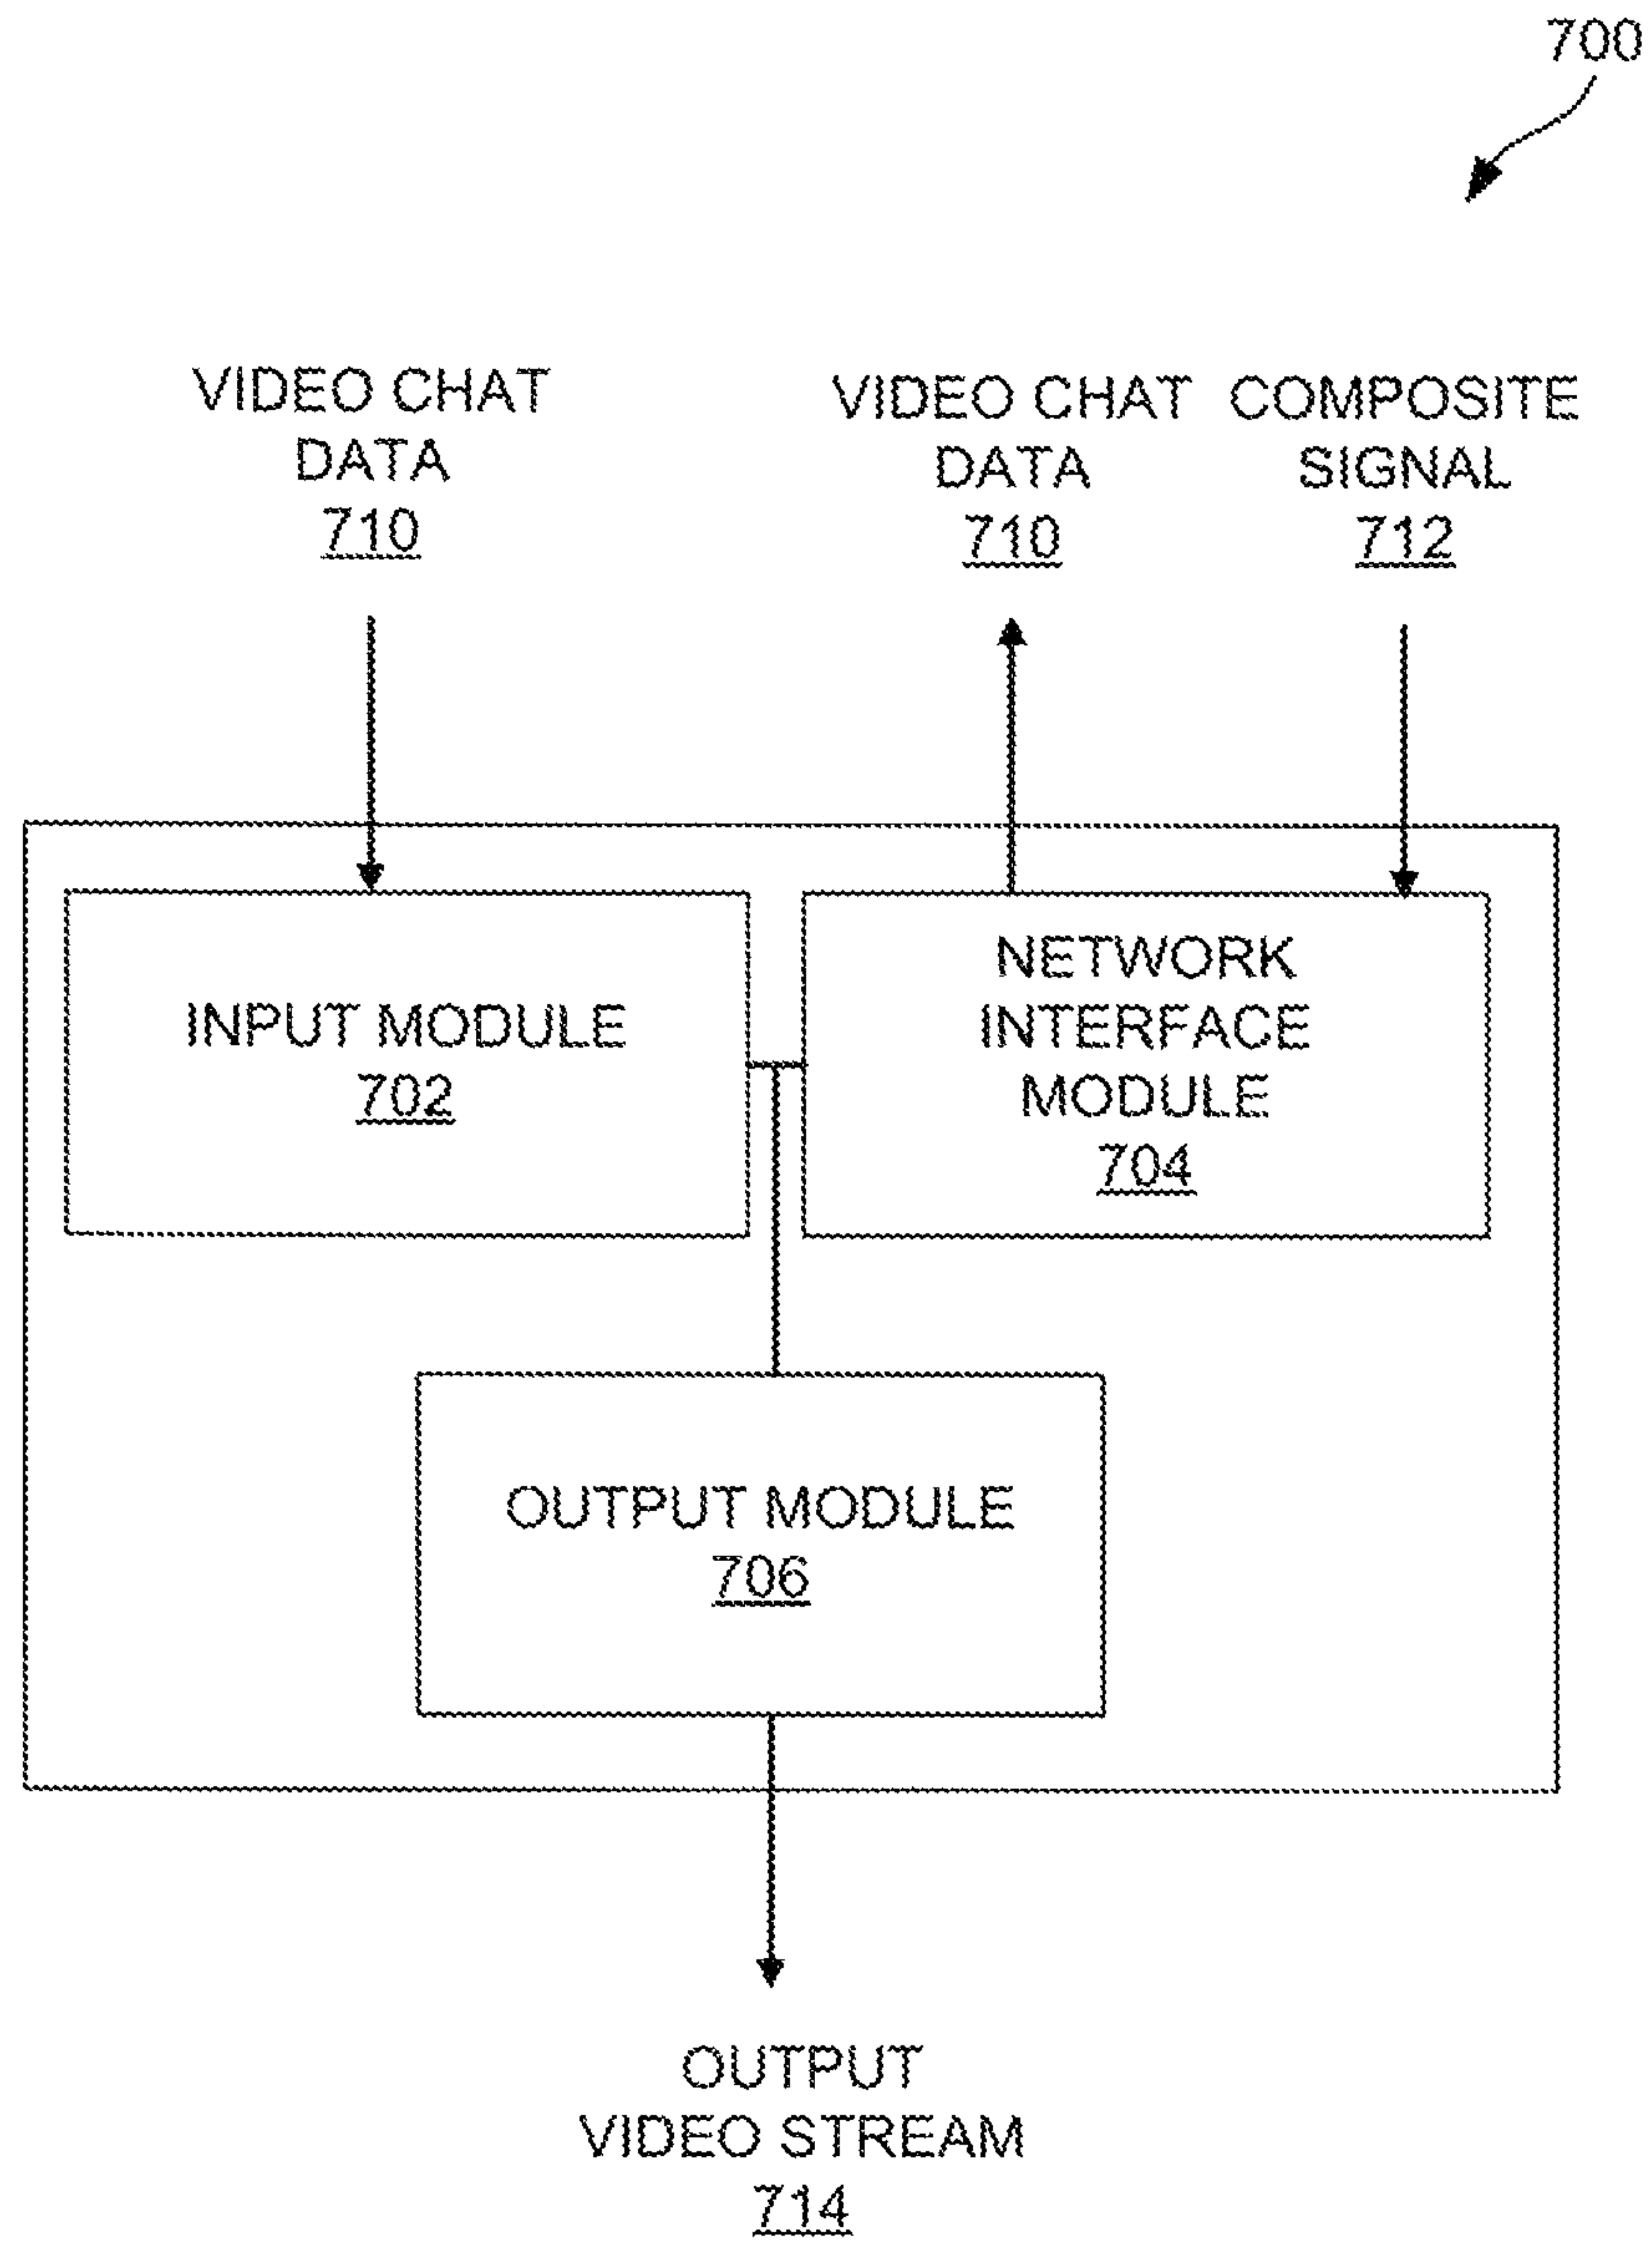 700
VIDEO CHAT
DATA
710
VIDEO CHAT
DATA
710
COMPOSITE
SIGNAL
712
INPUT MODULE
702
NETWORK
INTERFACE
MODULE
704
OUTPUT MODULE
706
OUTPUT
VIDEO STREAM
714